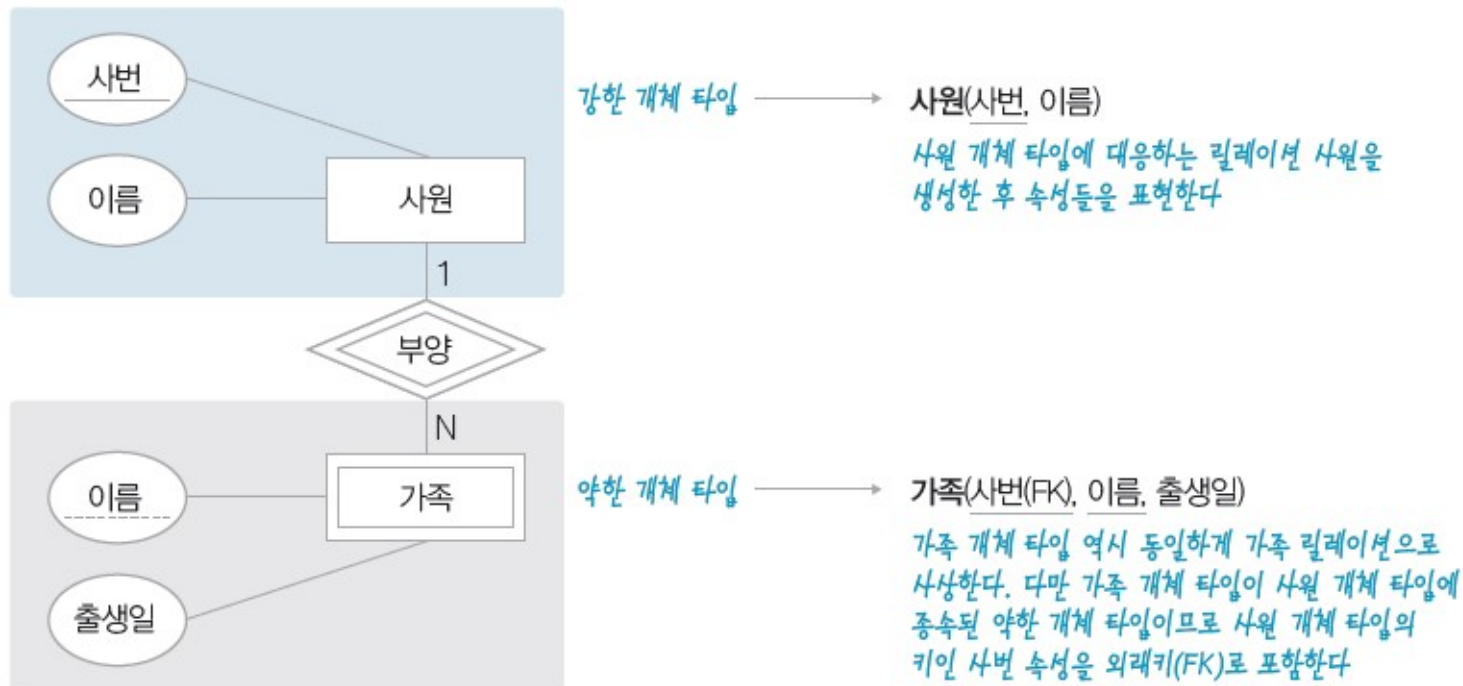 사번
강한 개체 타입
사원(사번, 이름)
사원 개체 타입에 대응하는 릴레이션 사원을
생성한 후 속성들을 표현한다
이름
사원
1
부양
N
이름
가족
약한 개체 타입
가족(사번(FK), 이름, 출생일)
가족 개체 타입 역시 동일하게 가족 릴레이션으로
사상한다. 다만 가족 개체 타입이 사원 개체 타입에
종속된 약한 개체 타입이므로 사원 개체 타입의
키인 사번 속성을 외래키(FK)로 포함한다
출생일